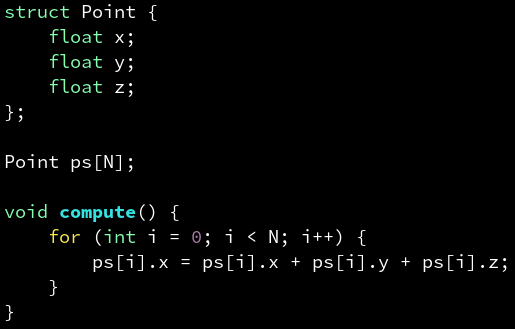 struct Point {
    float x;
    float y;
    float z;
};

Point ps[N];

void compute() {
    for (int i = 0; i < N; i++) {
        ps[i].x = ps[i].x + ps[i].y + ps[i].z;
    }
}